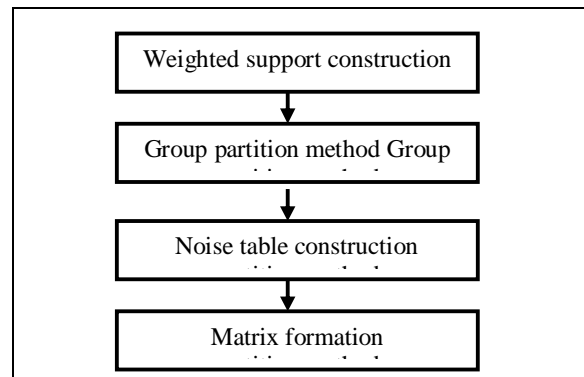 Weighted support construction
Group partition method Group
Noise table construction
Matrix formation